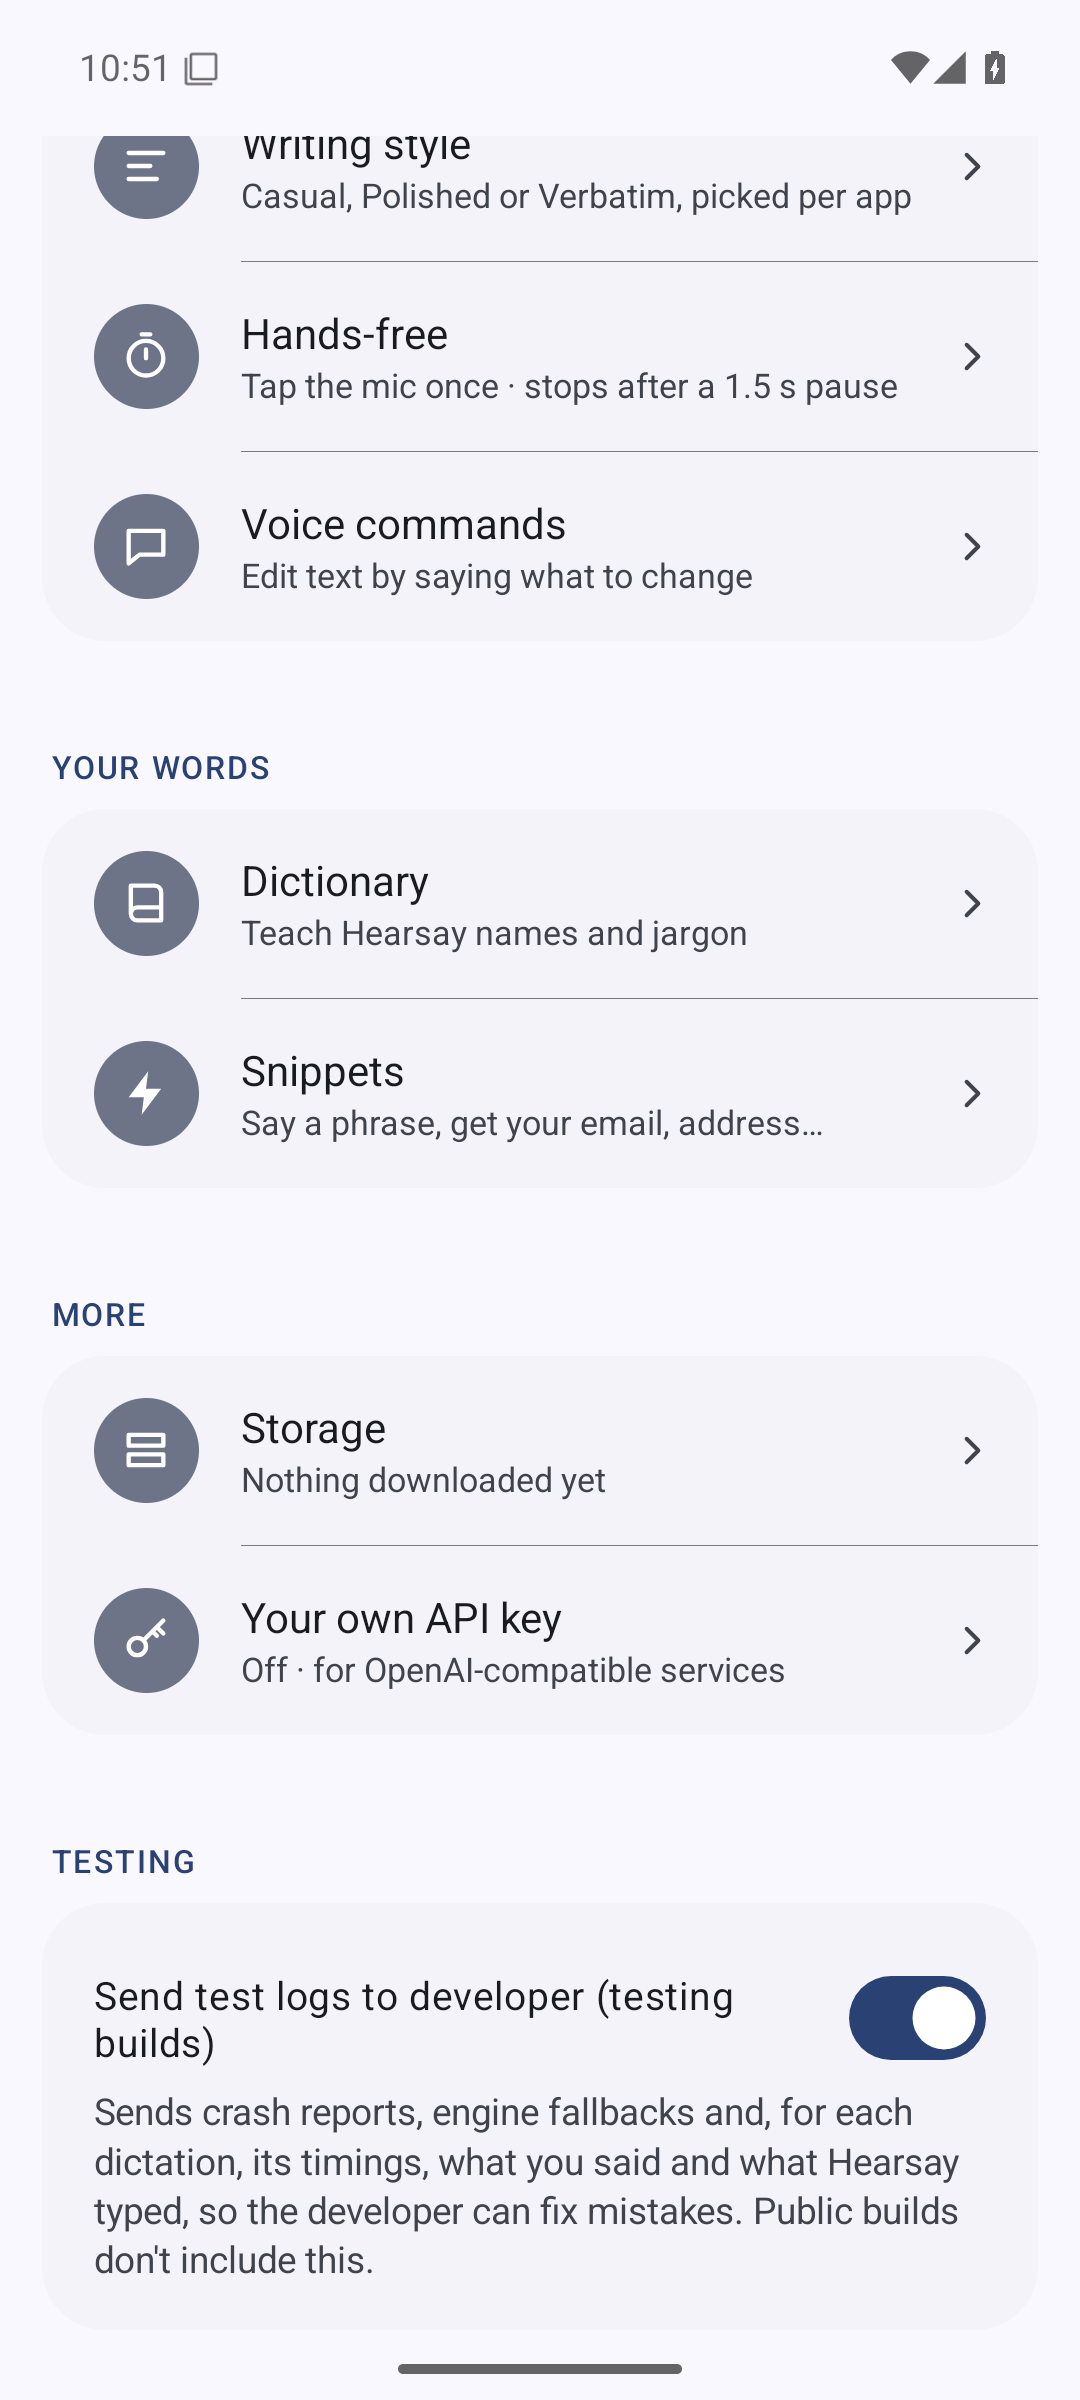 10:51
Writing style
Casual, Polished or Verbatim, picked per app
Hands-free
Tap the mic once · stops after a 1.5 s pause
Voice commands
Edit text by saying what to change
YOUR WORDS
Dictionary
Teach Hearsay names and jargon
Snippets
Say a phrase, get your email, address…
MORE
Storage
Nothing downloaded yet
Your own API key
Off · for OpenAI-compatible services
TESTING
Send test logs to developer (testing
builds)
Sends crash reports, engine fallbacks and, for each
dictation, its timings, what you said and what Hearsay
typed, so the developer can fix mistakes. Public builds
don't include this.